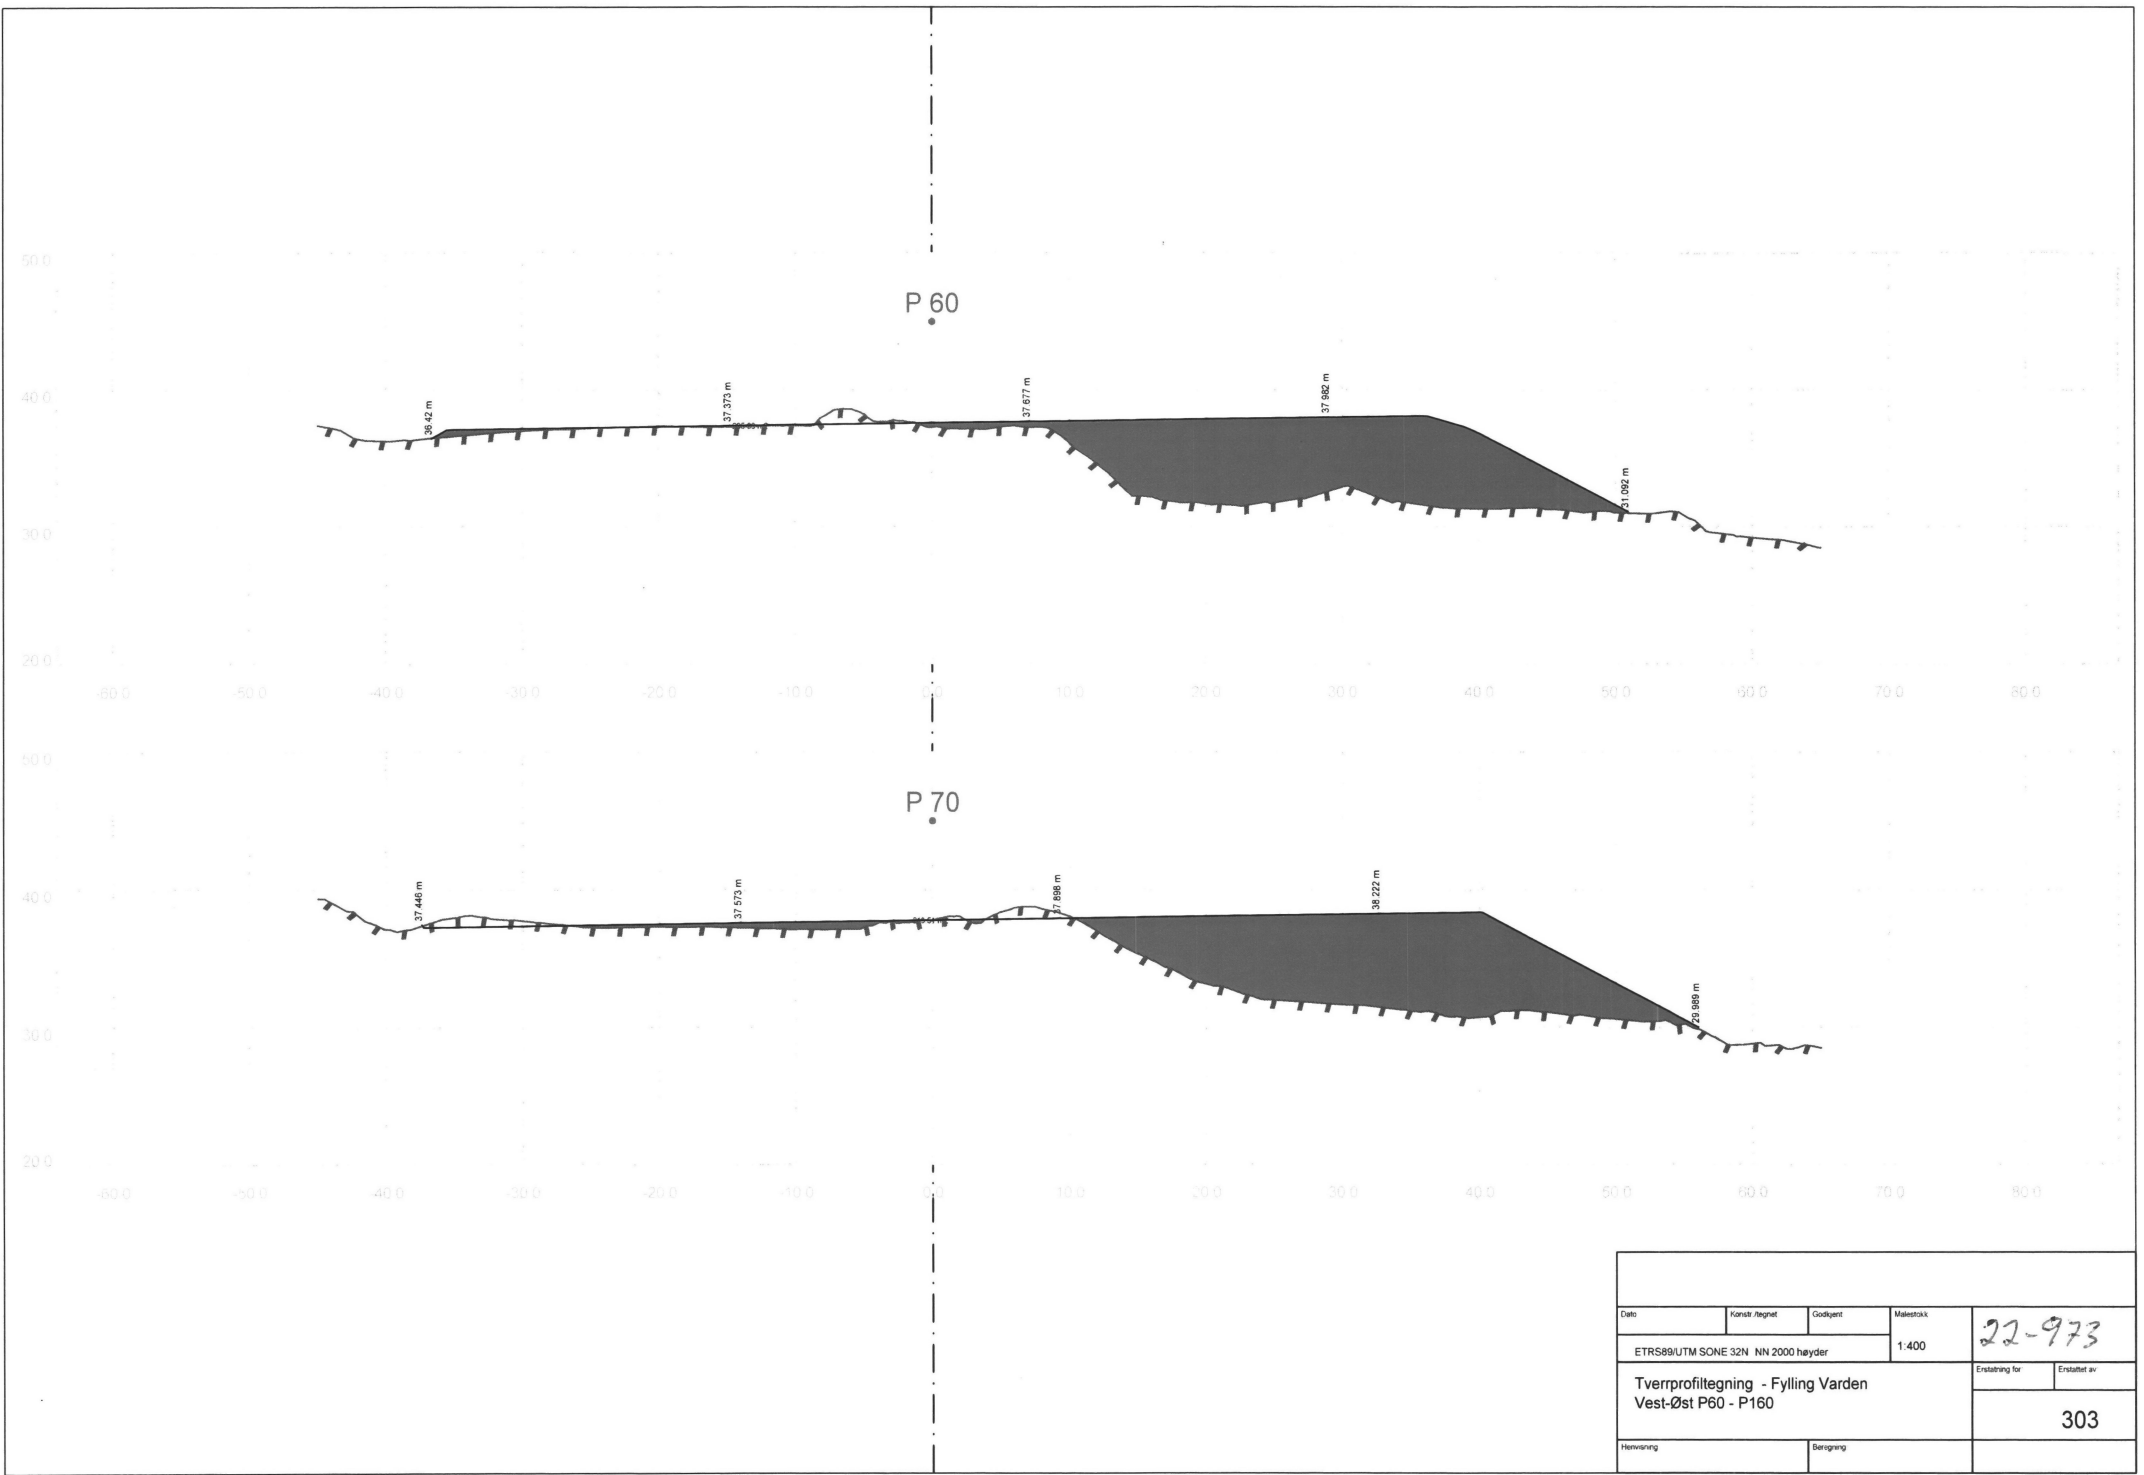 50.0
P 60
40.0
36.42 m
37.373 m
37.677 m
37.982 m
31.092 m
30.0
20.0
-60.0 -50.0 -40.0 -30.0 -20.0 -10.0 0.0 10.0 20.0 30.0 40.0 50.0 60.0 70.0 80.0
50.0
P 70
40.0
37.446 m
37.573 m
37.898 m
38.222 m
29.989 m
30.0
20.0
-60.0 -50.0 -40.0 -30.0 -20.0 -10.0 0.0 10.0 20.0 30.0 40.0 50.0 60.0 70.0 80.0
Dato Konstr./tegnet Godkjent Målestokk
22-973
1:400
ETRS89/UTM SONE 32N NN 2000 høyder
Erstatning for Erstattet av
Tverrprofiltegning - Fylling Varden
Vest-Øst P60 - P160
303
Henvisning Beregning